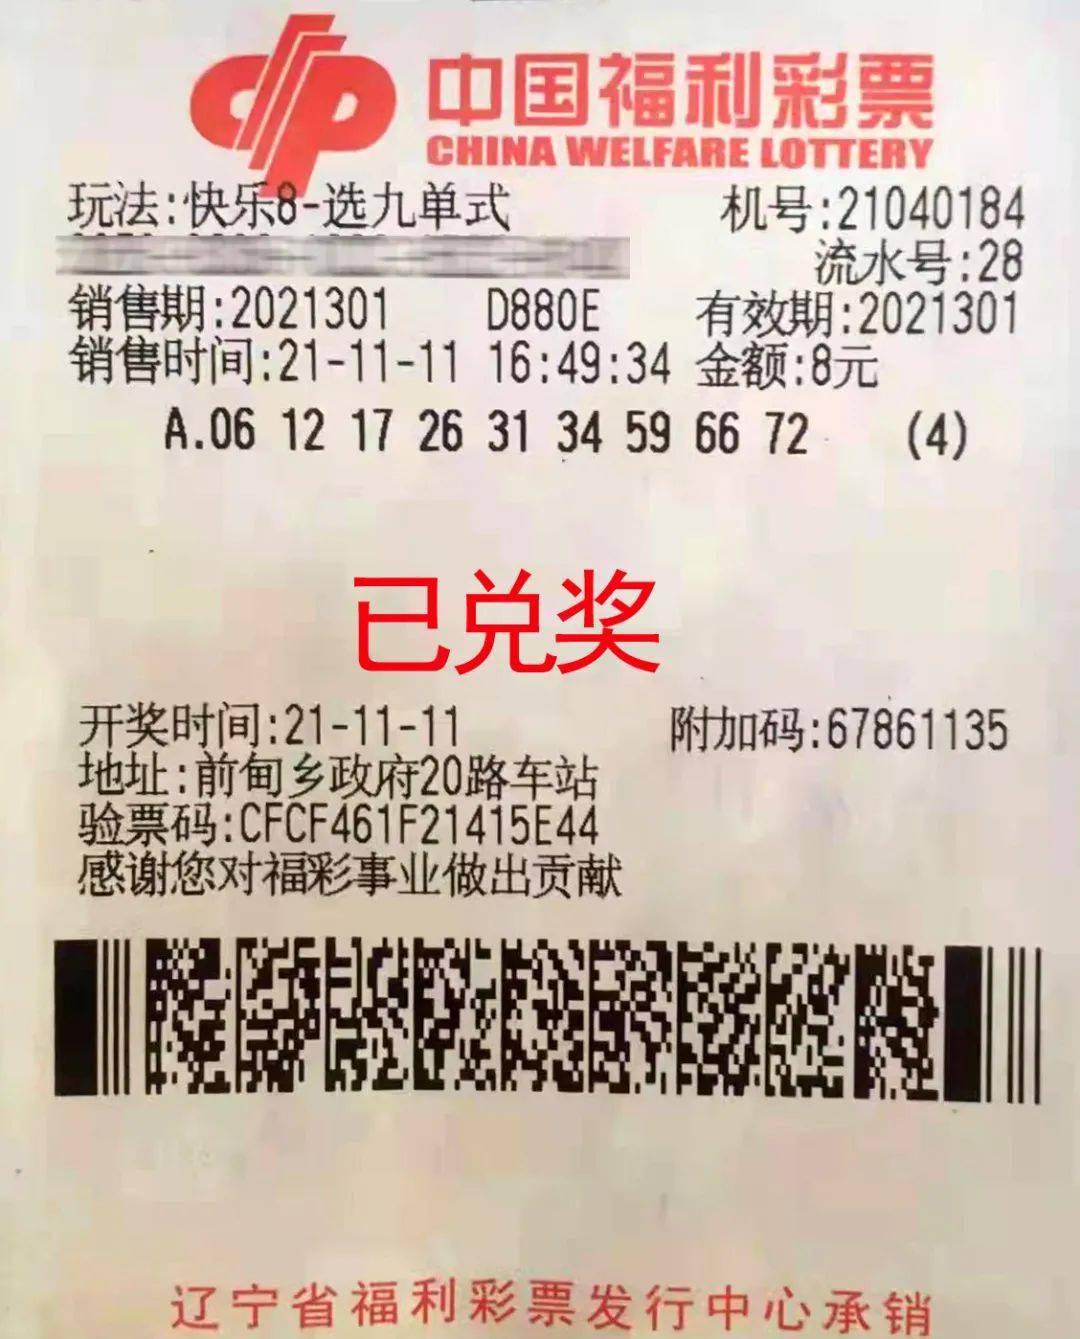 中国福利彩票
CHINA WELFARE LOTTERY
玩法:快乐8-选九单式 机号:21040184
流水号:28
销售期:2021301 D880E 有效期:2021301
销售时间:21-11-11 16:49:34 金额:8元
A.06 12 17 26 31 34 59 66 72 (4)
已兑奖
开奖时间:21-11-11 附加码:67861135
地址:前甸乡政府20路车站
验票码:CFCF461F21415E44
感谢您对福彩事业做出贡献
辽宁省福利彩票发行中心承销